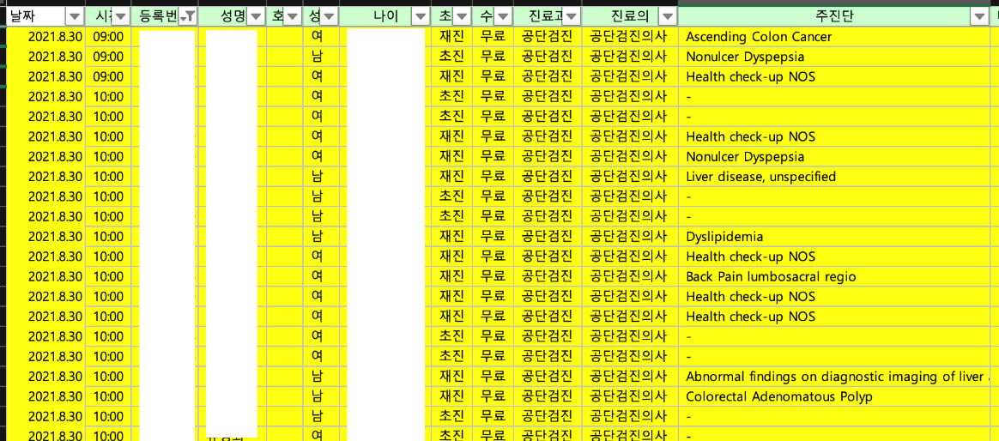 날짜 시간 등록번 성명 호 성 나이 초 수 진료과 진료의 주진단
2021.8.30 09:00 여 재진 무료 공단검진 공단검진의사 Ascending Colon Cancer
2021.8.30 09:00 남 초진 무료 공단검진 공단검진의사 Nonulcer Dyspepsia
2021.8.30 09:00 여 재진 무료 공단검진 공단검진의사 Health check-up NOS
2021.8.30 10:00 여 초진 무료 공단검진 공단검진의사 -
2021.8.30 10:00 여 초진 무료 공단검진 공단검진의사 -
2021.8.30 10:00 여 재진 무료 공단검진 공단검진의사 Health check-up NOS
2021.8.30 10:00 여 재진 무료 공단검진 공단검진의사 Nonulcer Dyspepsia
2021.8.30 10:00 남 재진 무료 공단검진 공단검진의사 Liver disease, unspecified
2021.8.30 10:00 남 초진 무료 공단검진 공단검진의사 -
2021.8.30 10:00 남 초진 무료 공단검진 공단검진의사 -
2021.8.30 10:00 남 재진 무료 공단검진 공단검진의사 Dyslipidemia
2021.8.30 10:00 여 재진 무료 공단검진 공단검진의사 Health check-up NOS
2021.8.30 10:00 여 재진 무료 공단검진 공단검진의사 Back Pain lumbosacral regio
2021.8.30 10:00 여 재진 무료 공단검진 공단검진의사 Health check-up NOS
2021.8.30 10:00 여 재진 무료 공단검진 공단검진의사 Health check-up NOS
2021.8.30 10:00 여 초진 무료 공단검진 공단검진의사 -
2021.8.30 10:00 여 초진 무료 공단검진 공단검진의사 -
2021.8.30 10:00 남 재진 무료 공단검진 공단검진의사 Abnormal findings on diagnostic imaging of liver
2021.8.30 10:00 남 재진 무료 공단검진 공단검진의사 Colorectal Adenomatous Polyp
2021.8.30 10:00 남 초진 무료 공단검진 공단검진의사 -
2021.8.30 10:00 여 초진 무료 공단검진 공단검진의사 -